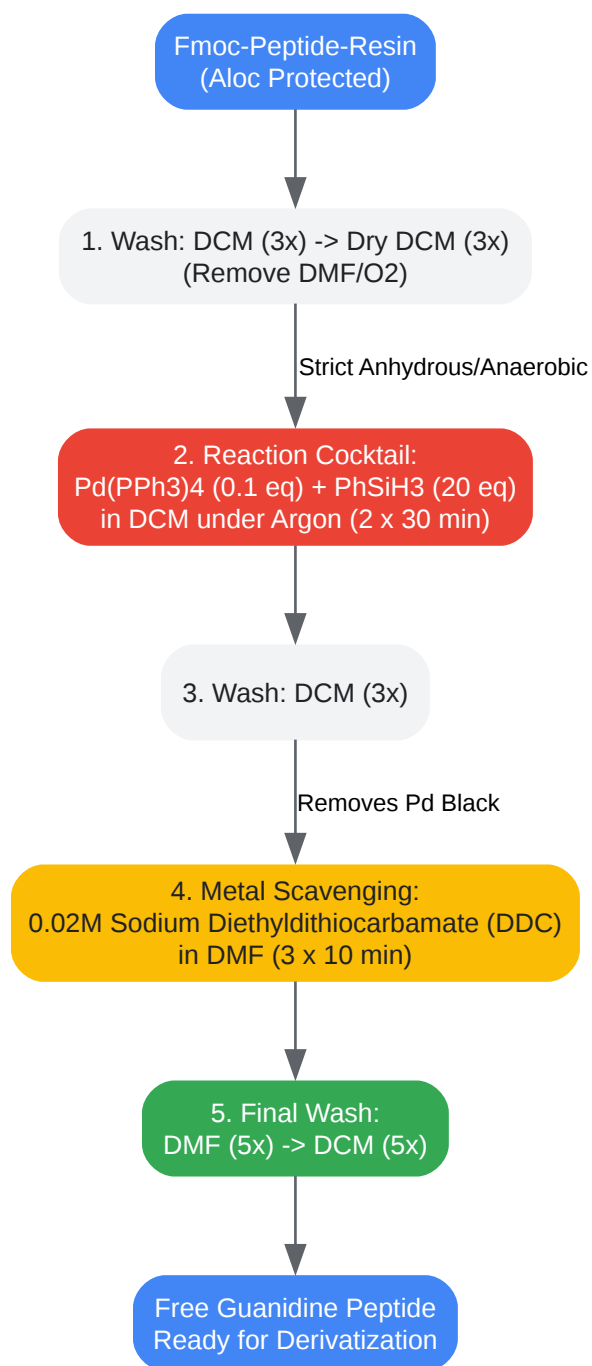 Fmoc-Peptide-Resin
(Aloc Protected)
1. Wash: DCM (3x) -> Dry DCM (3x)
(Remove DMF/O2)
Strict Anhydrous/Anaerobic
2. Reaction Cocktail:
Pd(PPh3)4 (0.1 eq) + PhSiH3 (20 eq)
in DCM under Argon (2 x 30 min)
3. Wash: DCM (3x)
Removes Pd Black
4. Metal Scavenging:
0.02M Sodium Diethyldithiocarbamate (DDC)
in DMF (3 x 10 min)
5. Final Wash:
DMF (5x) -> DCM (5x)
Free Guanidine Peptide
Ready for Derivatization